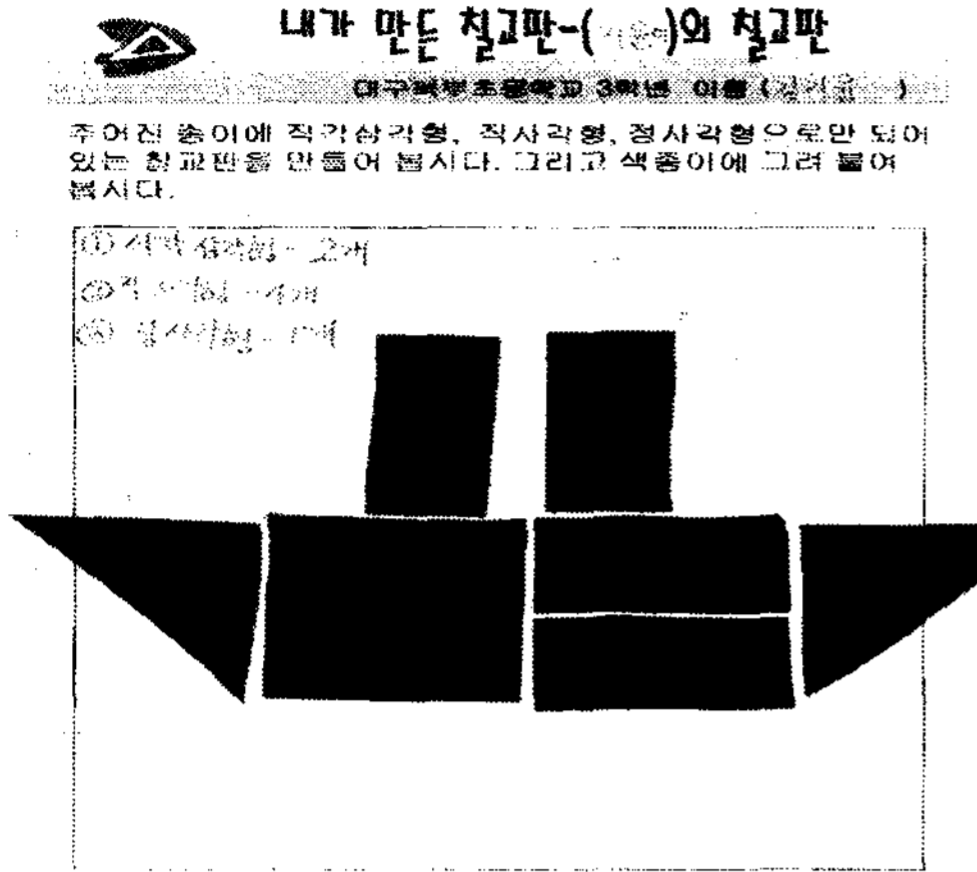 내가 만든 칠교판-( )의 칠교판
대구북부초등학교 3학년 이름 ( )
주어진 종이에 직각삼각형, 직사각형, 정사각형으로만 되어
있는 칠교판을 만들어 봅시다. 그리고 색종이에 그려 붙여
봅시다.
① 직각 삼각형 - 2개
② 직사각형 - 4개
③ 정사각형 - 1개